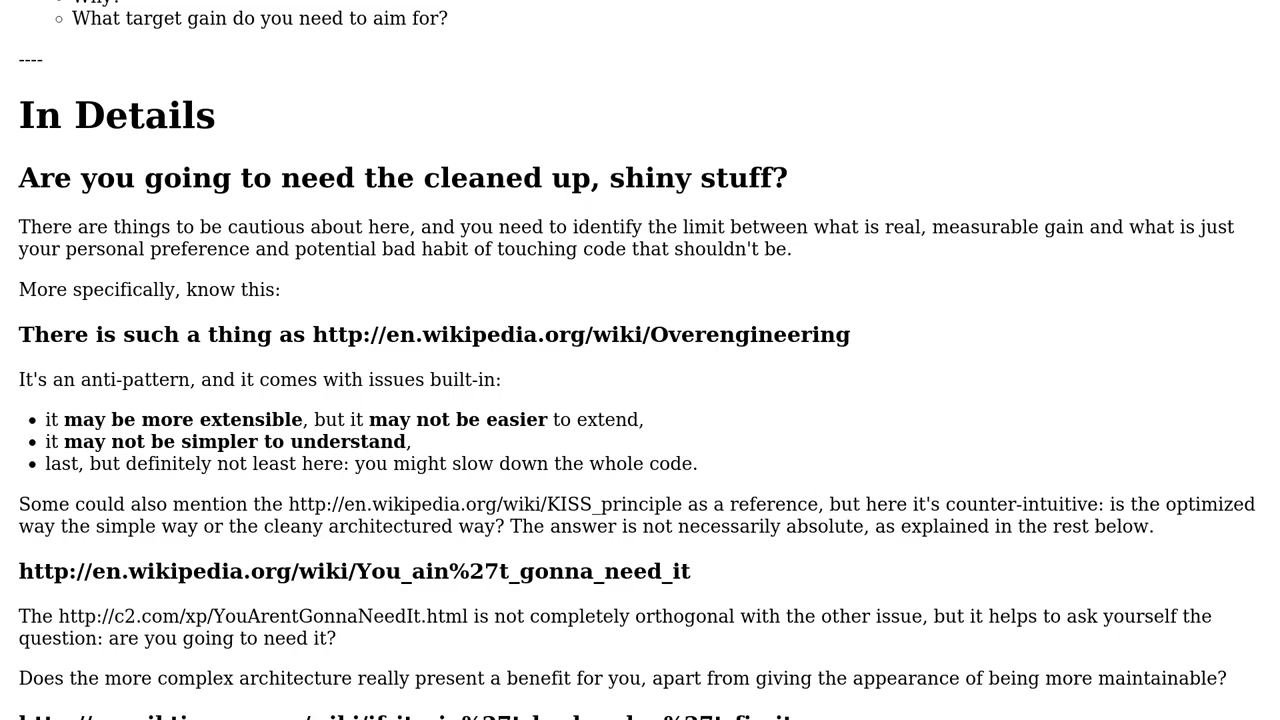 What target gain do you need to aim for?
----
In Details
Are you going to need the cleaned up, shiny stuff?
There are things to be cautious about here, and you need to identify the limit between what is real, measurable gain and what is just
your personal preference and potential bad habit of touching code that shouldn't be.
More specifically, know this:
There is such a thing as http://en.wikipedia.org/wiki/Overengineering
It's an anti-pattern, and it comes with issues built-in:
it may be more extensible, but it may not be easier to extend,
it may not be simpler to understand,
last, but definitely not least here: you might slow down the whole code.
Some could also mention the http://en.wikipedia.org/wiki/KISS_principle as a reference, but here it's counter-intuitive: is the optimized
way the simple way or the cleany architectured way? The answer is not necessarily absolute, as explained in the rest below.
http://en.wikipedia.org/wiki/You_ain%27t_gonna_need_it
The http://c2.com/xp/YouArentGonnaNeedIt.html is not completely orthogonal with the other issue, but it helps to ask yourself the
question: are you going to need it?
Does the more complex architecture really present a benefit for you, apart from giving the appearance of being more maintainable?